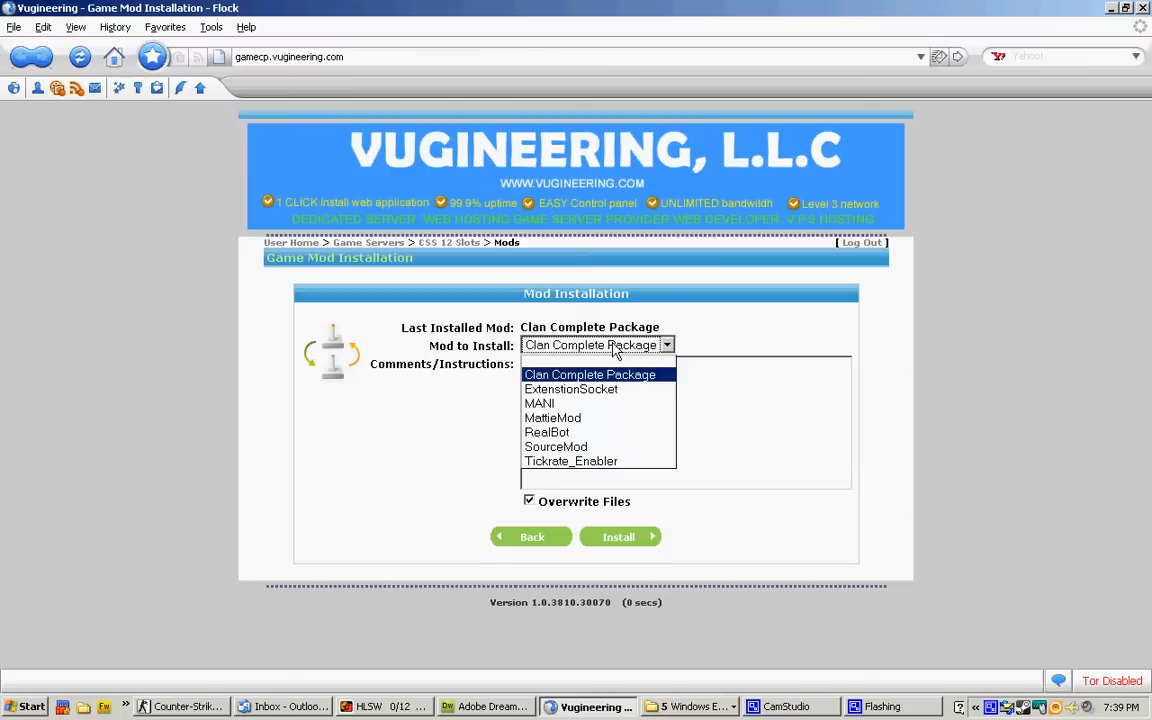 Vugineering - Game Mod Installation - Flock
File Edit View History Favorites Tools Help
gamecp.vugineering.com
Yahoo!
VUGINEERING, L.L.C
WWW.VUGINEERING.COM
1 CLICK Install web application 99.9% uptime EASY Control panel UNLIMITED bandwidth Level 3 network
DEDICATED SERVER WEB HOSTING GAME SERVER PROVIDER WEB DEVELOPER V.P.S HOSTING
User Home > Game Servers > CSS 12 Slots > Mods [ Log Out ]
Game Mod Installation
Mod Installation
Last Installed Mod: Clan Complete Package
Mod to Install: Clan Complete Package
Comments/Instructions:
Clan Complete Package
ExtenstionSocket
MANI
MattieMod
RealBot
SourceMod
Tickrate_Enabler
Overwrite Files
Back Install
Version 1.0.3810.30070 (0 secs)
Tor Disabled
Start Counter-Strik... Inbox - Outloo... HLSW 0/12 Adobe Dream... Vugineering ... 5 Windows E... CamStudio Flashing 7:39 PM